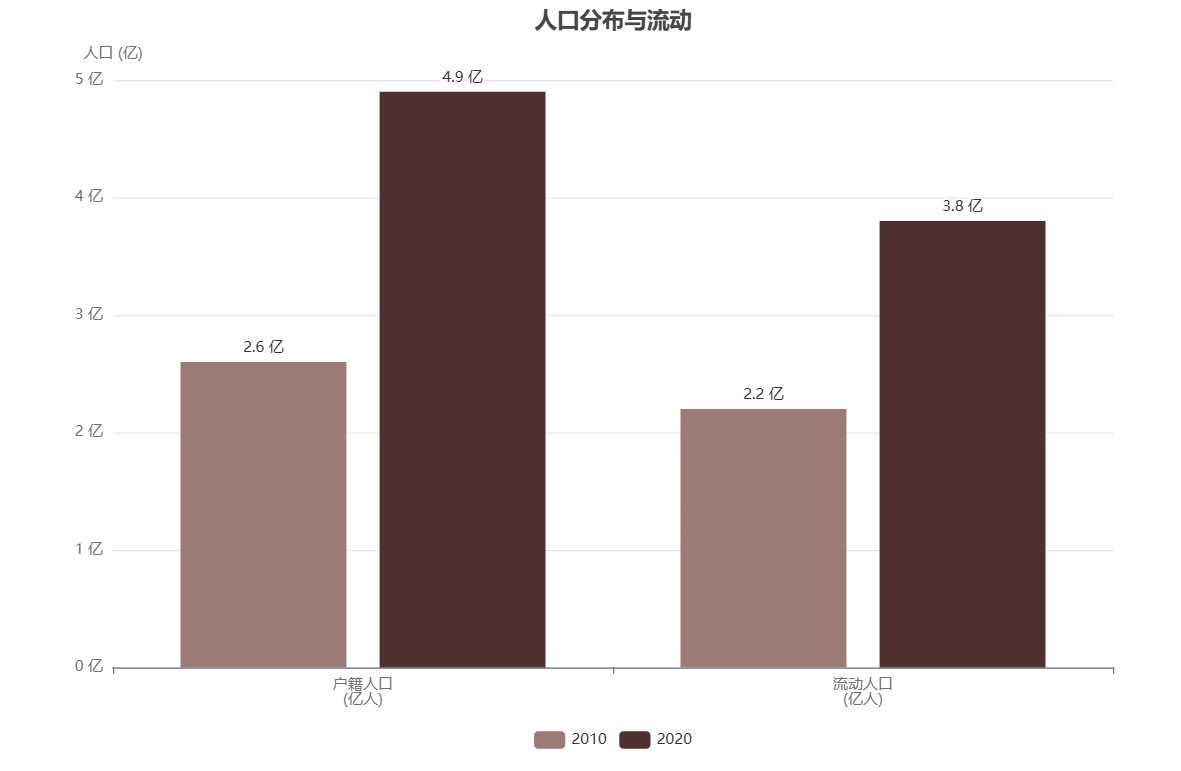 人口分布与流动
人口 (亿)
5 亿
4 亿
3 亿
2 亿
1 亿
0 亿
2.6 亿
4.9 亿
2.2 亿
3.8 亿
户籍人口
(亿人)
流动人口
(亿人)
2010
2020